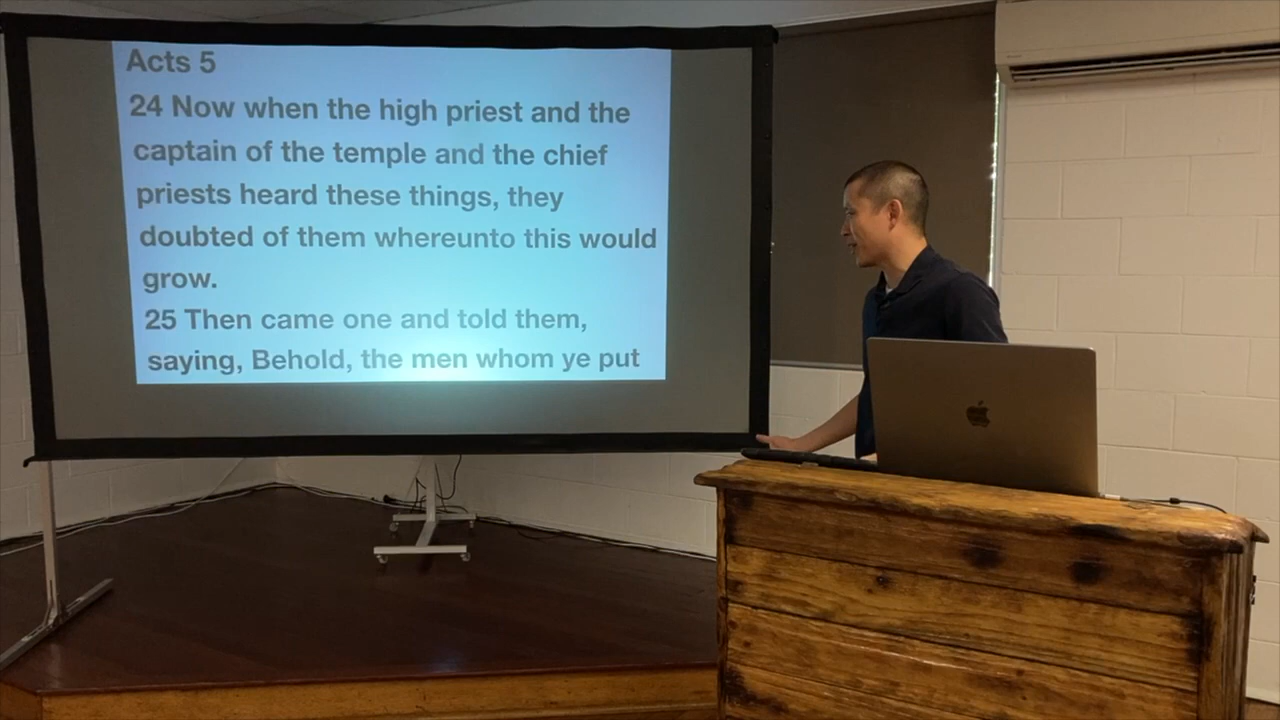 Acts 5
24 Now when the high priest and the
captain of the temple and the chief
priests heard these things, they
doubted of them whereunto this would
grow.
25 Then came one and told them,
saying, Behold, the men whom ye put